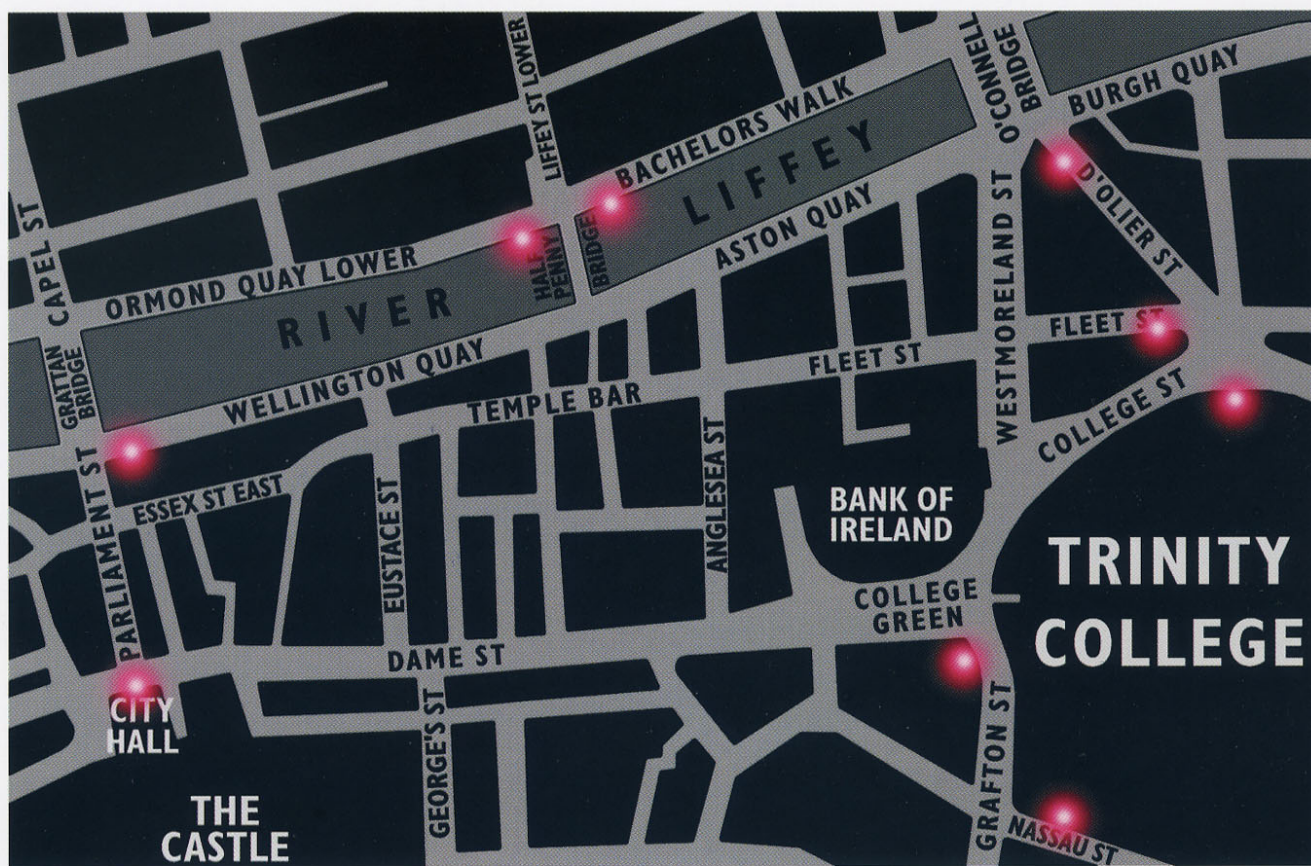 LIFFEY ST LOWER
O'CONNELL
BRIDGE
BURGH QUAY
BACHELORS WALK
LIFFEY
ASTON QUAY
D'OLIER ST
CAPEL ST
ORMOND QUAY LOWER
HALF
PENNY
BRIDGE
RIVER
WESTMORELAND ST
FLEET ST
FLEET ST
GRATTAN
BRIDGE
WELLINGTON QUAY
TEMPLE BAR
COLLEGE ST
PARLIAMENT ST
ESSEX ST EAST
EUSTACE ST
ANGLESEA ST
BANK OF
IRELAND
TRINITY
COLLEGE
COLLEGE
GREEN
DAME ST
CITY
HALL
GEORGE'S ST
GRAFTON ST
NASSAU ST
THE
CASTLE